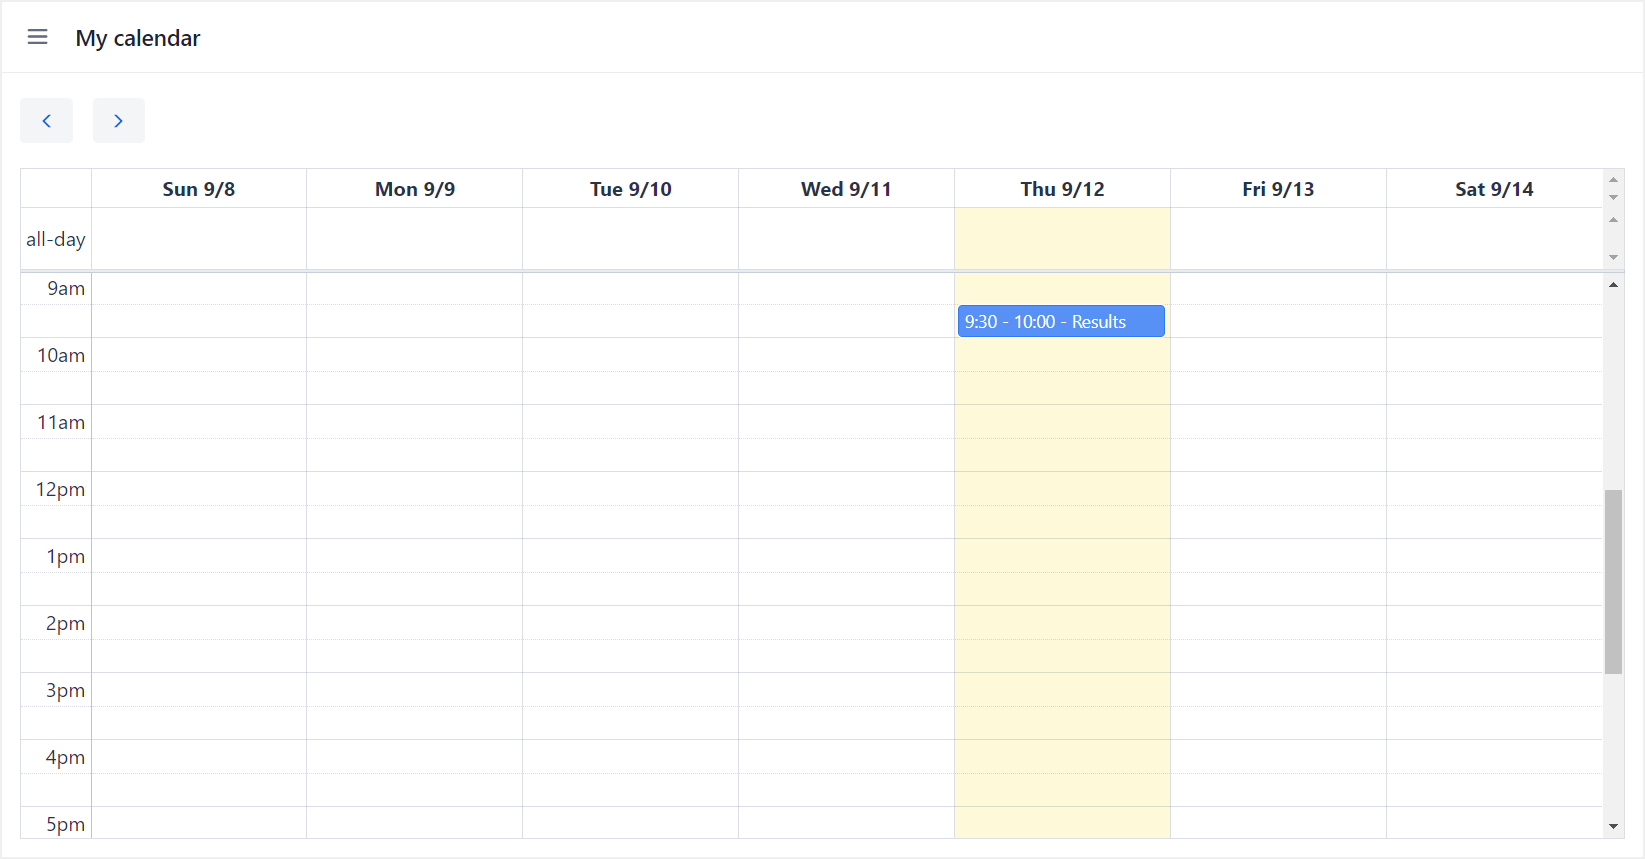 My calendar
Sun 9/8 Mon 9/9 Tue 9/10 Wed 9/11 Thu 9/12 Fri 9/13 Sat 9/14
all-day
9am
9:30 - 10:00 - Results
10am
11am
12pm
1pm
2pm
3pm
4pm
5pm